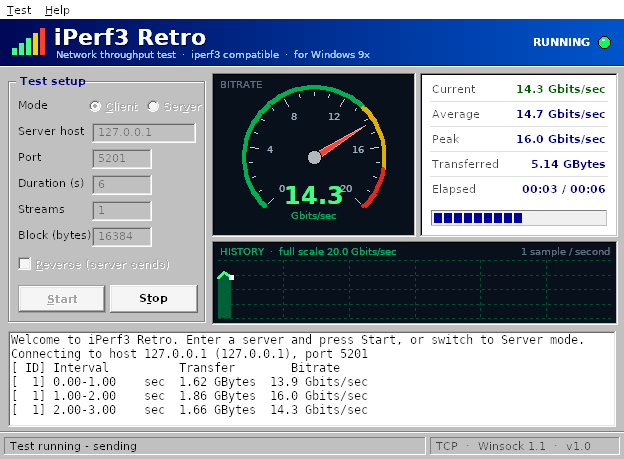 Test Help
iPerf3 Retro
Network throughput test · iperf3 compatible · for Windows 9x
RUNNING
Test setup
Mode Client Server
Server host 127.0.0.1
Port 5201
Duration (s) 6
Streams 1
Block (bytes) 16384
Reverse (server sends)
Start Stop
BITRATE
0 4 8 12 16 20
14.3
Gbits/sec
Current 14.3 Gbits/sec
Average 14.7 Gbits/sec
Peak 16.0 Gbits/sec
Transferred 5.14 GBytes
Elapsed 00:03 / 00:06
HISTORY · full scale 20.0 Gbits/sec 1 sample / second
Welcome to iPerf3 Retro. Enter a server and press Start, or switch to Server mode.
Connecting to host 127.0.0.1 (127.0.0.1), port 5201
[ ID] Interval Transfer Bitrate
[ 1] 0.00-1.00 sec 1.62 GBytes 13.9 Gbits/sec
[ 1] 1.00-2.00 sec 1.86 GBytes 16.0 Gbits/sec
[ 1] 2.00-3.00 sec 1.66 GBytes 14.3 Gbits/sec
Test running - sending
TCP · Winsock 1.1 · v1.0